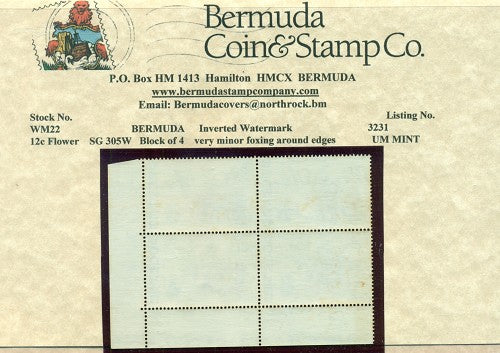 Bermuda
Coin&Stamp Co.
P.O. Box HM 1413 Hamilton HMCX BERMUDA
www.bermudastampcompany.com
Email: Bermudacovers@northrock.bm
Stock No. Listing No.
WM22 BERMUDA Inverted Watermark 3231
12c Flower SG 305W Block of 4 very minor foxing around edges UM MINT